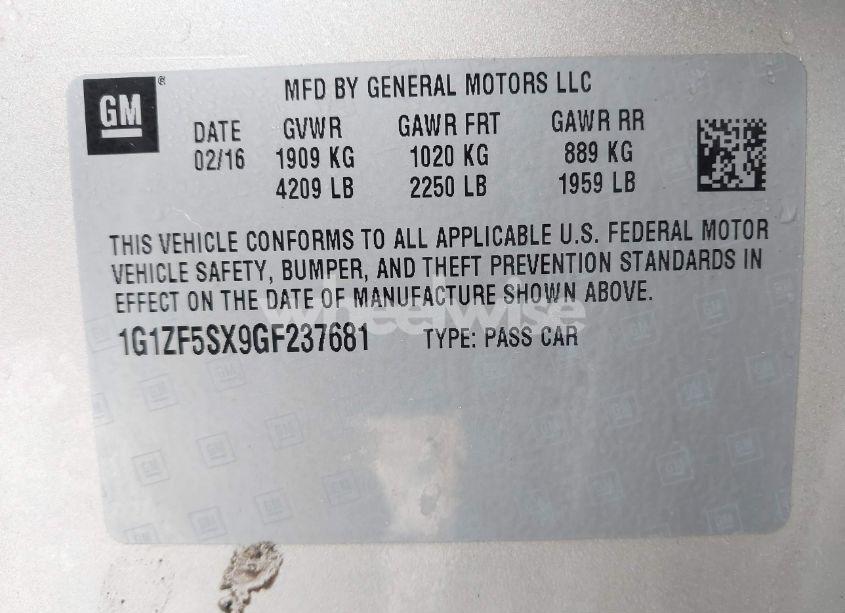 GM ®
MFD BY GENERAL MOTORS LLC
DATE GVWR GAWR FRT GAWR RR
02/16 1909 KG 1020 KG 889 KG
4209 LB 2250 LB 1959 LB
THIS VEHICLE CONFORMS TO ALL APPLICABLE U.S. FEDERAL MOTOR
VEHICLE SAFETY, BUMPER, AND THEFT PREVENTION STANDARDS IN
EFFECT ON THE DATE OF MANUFACTURE SHOWN ABOVE.
wheelwise
1G1ZF5SX9GF237681 TYPE: PASS CAR